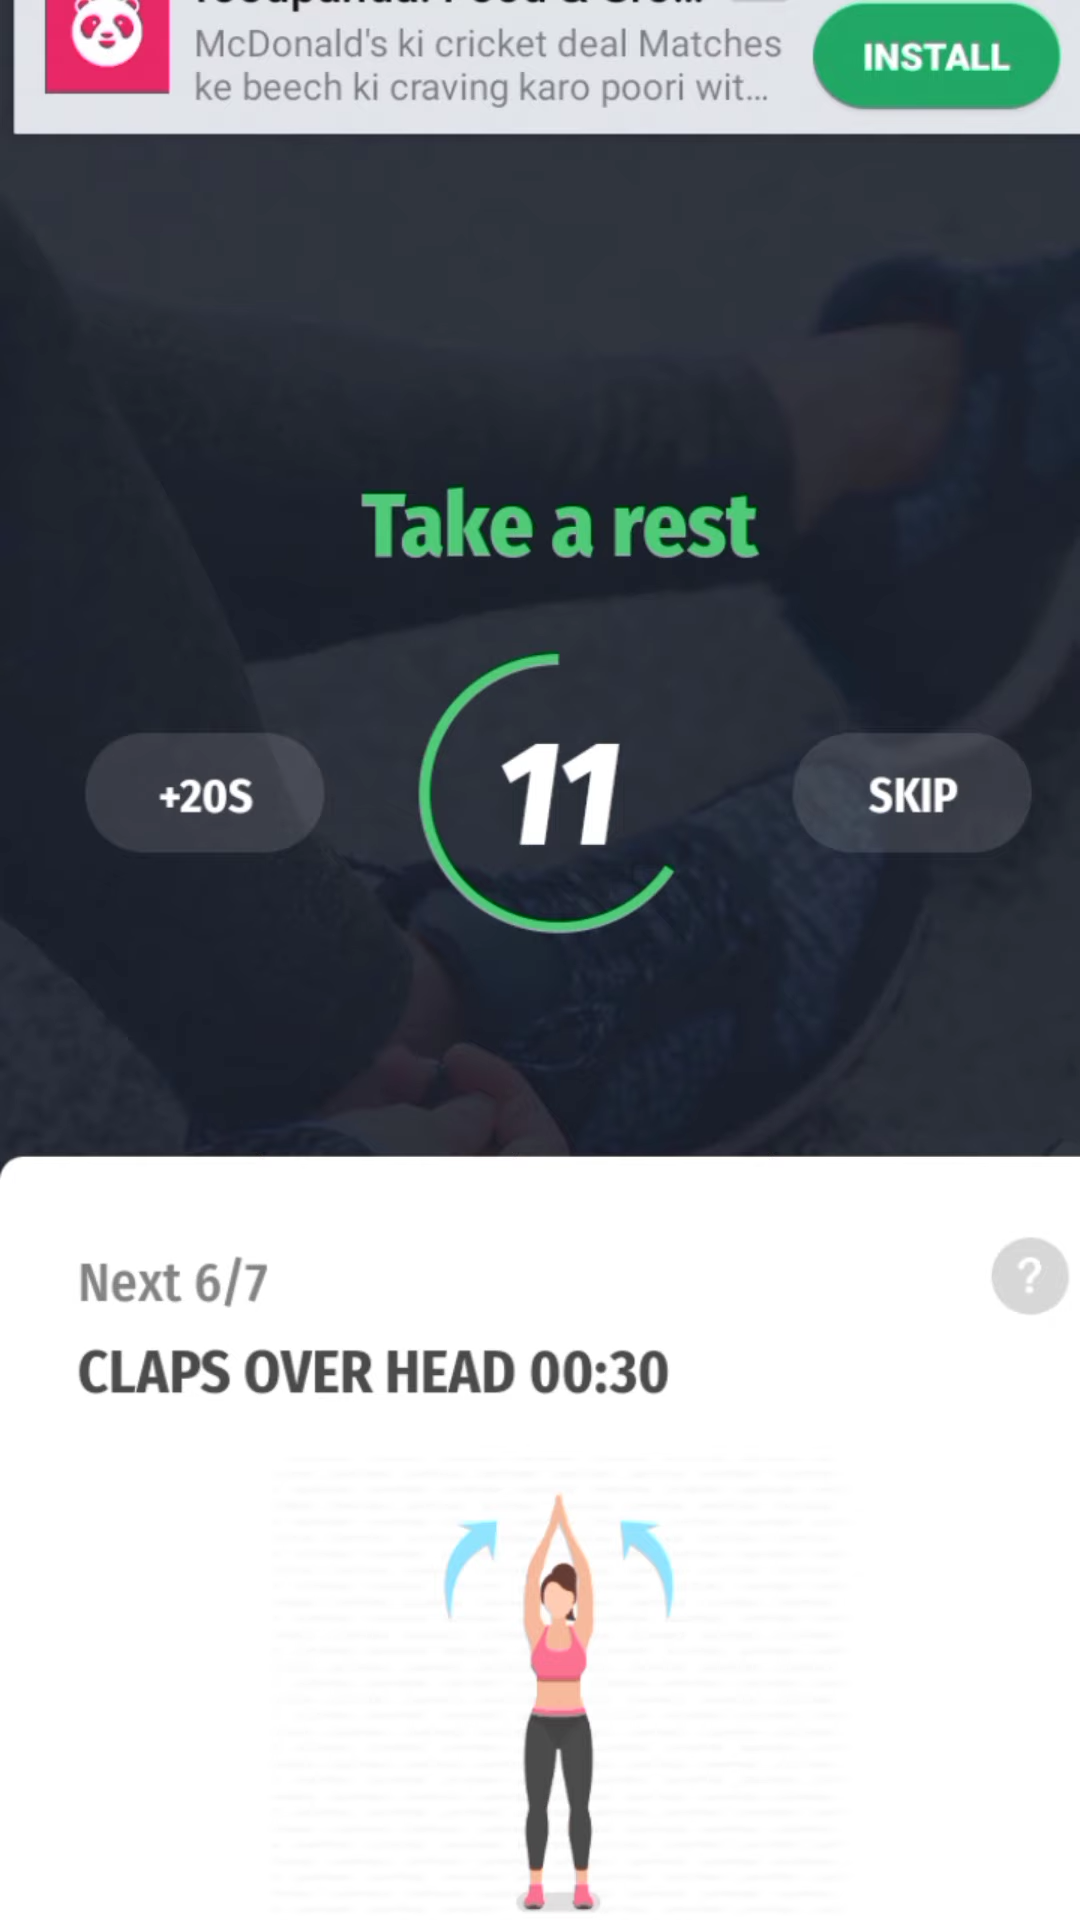 McDonald's ki cricket deal Matches
ke beech ki craving karo poori wit...
INSTALL
Take a rest
+20S
11
SKIP
Next 6/7
?
CLAPS OVER HEAD 00:30